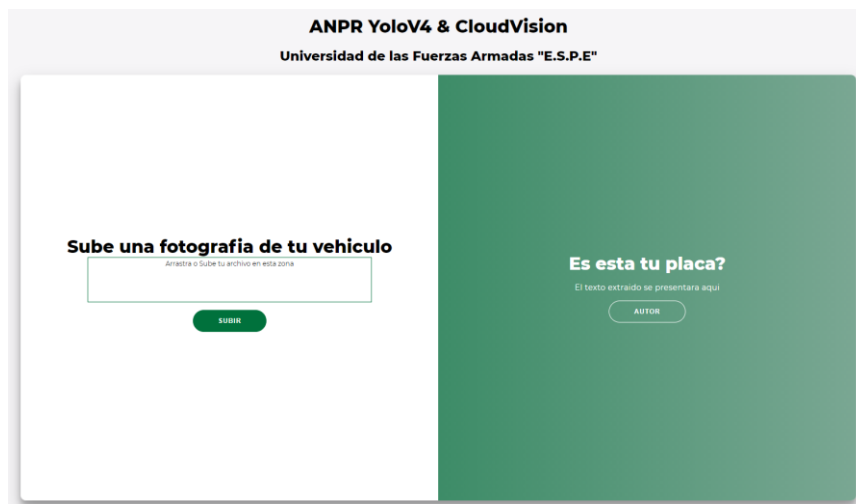 ANPR YoloV4 & CloudVision
Universidad de las Fuerzas Armadas "E.S.P.E"
Sube una fotografia de tu vehiculo
Arrastra o Sube tu archivo en esta zona
SUBIR
Es esta tu placa?
El texto extraido se presentara aqui
AUTOR